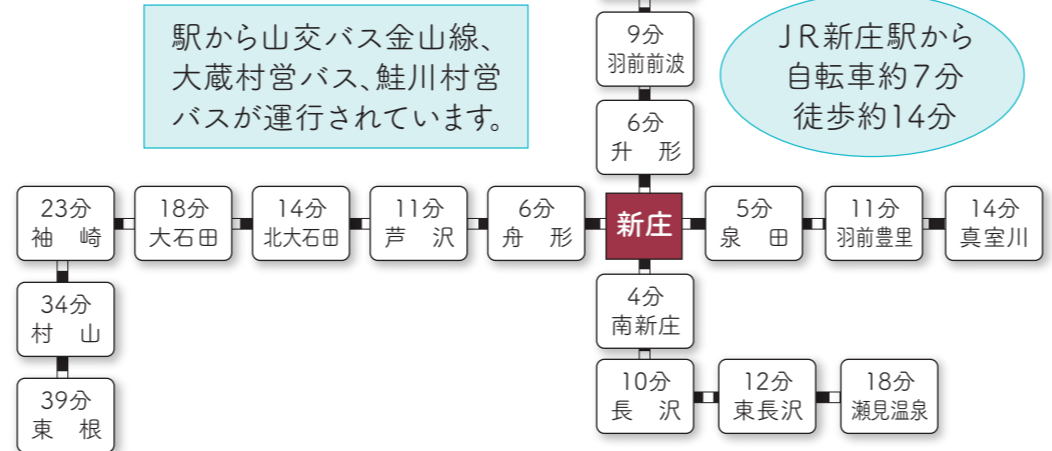 駅から山交バス金山線、
大蔵村営バス、鮭川村営
バスが運行されています。
9分
羽前前波
JR新庄駅から
自転車約7分
徒歩約14分
6分
升 形
23分
袖 崎
18分
大石田
14分
北大石田
11分
芦 沢
6分
舟 形
新庄
5分
泉 田
11分
羽前豊里
14分
真室川
34分
村 山
4分
南新庄
39分
東 根
10分
長 沢
12分
東長沢
18分
瀬見温泉